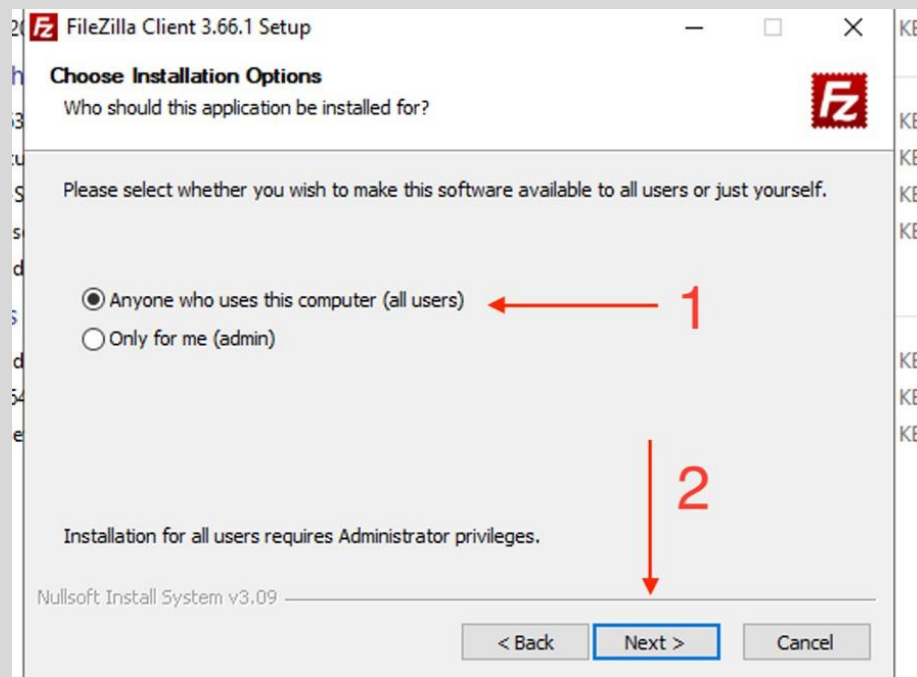 FileZilla Client 3.66.1 Setup
Choose Installation Options
Who should this application be installed for?
Fz
Please select whether you wish to make this software available to all users or just yourself.
Anyone who uses this computer (all users)
1
Only for me (admin)
2
Installation for all users requires Administrator privileges.
Nullsoft Install System v3.09
< Back
Next >
Cancel